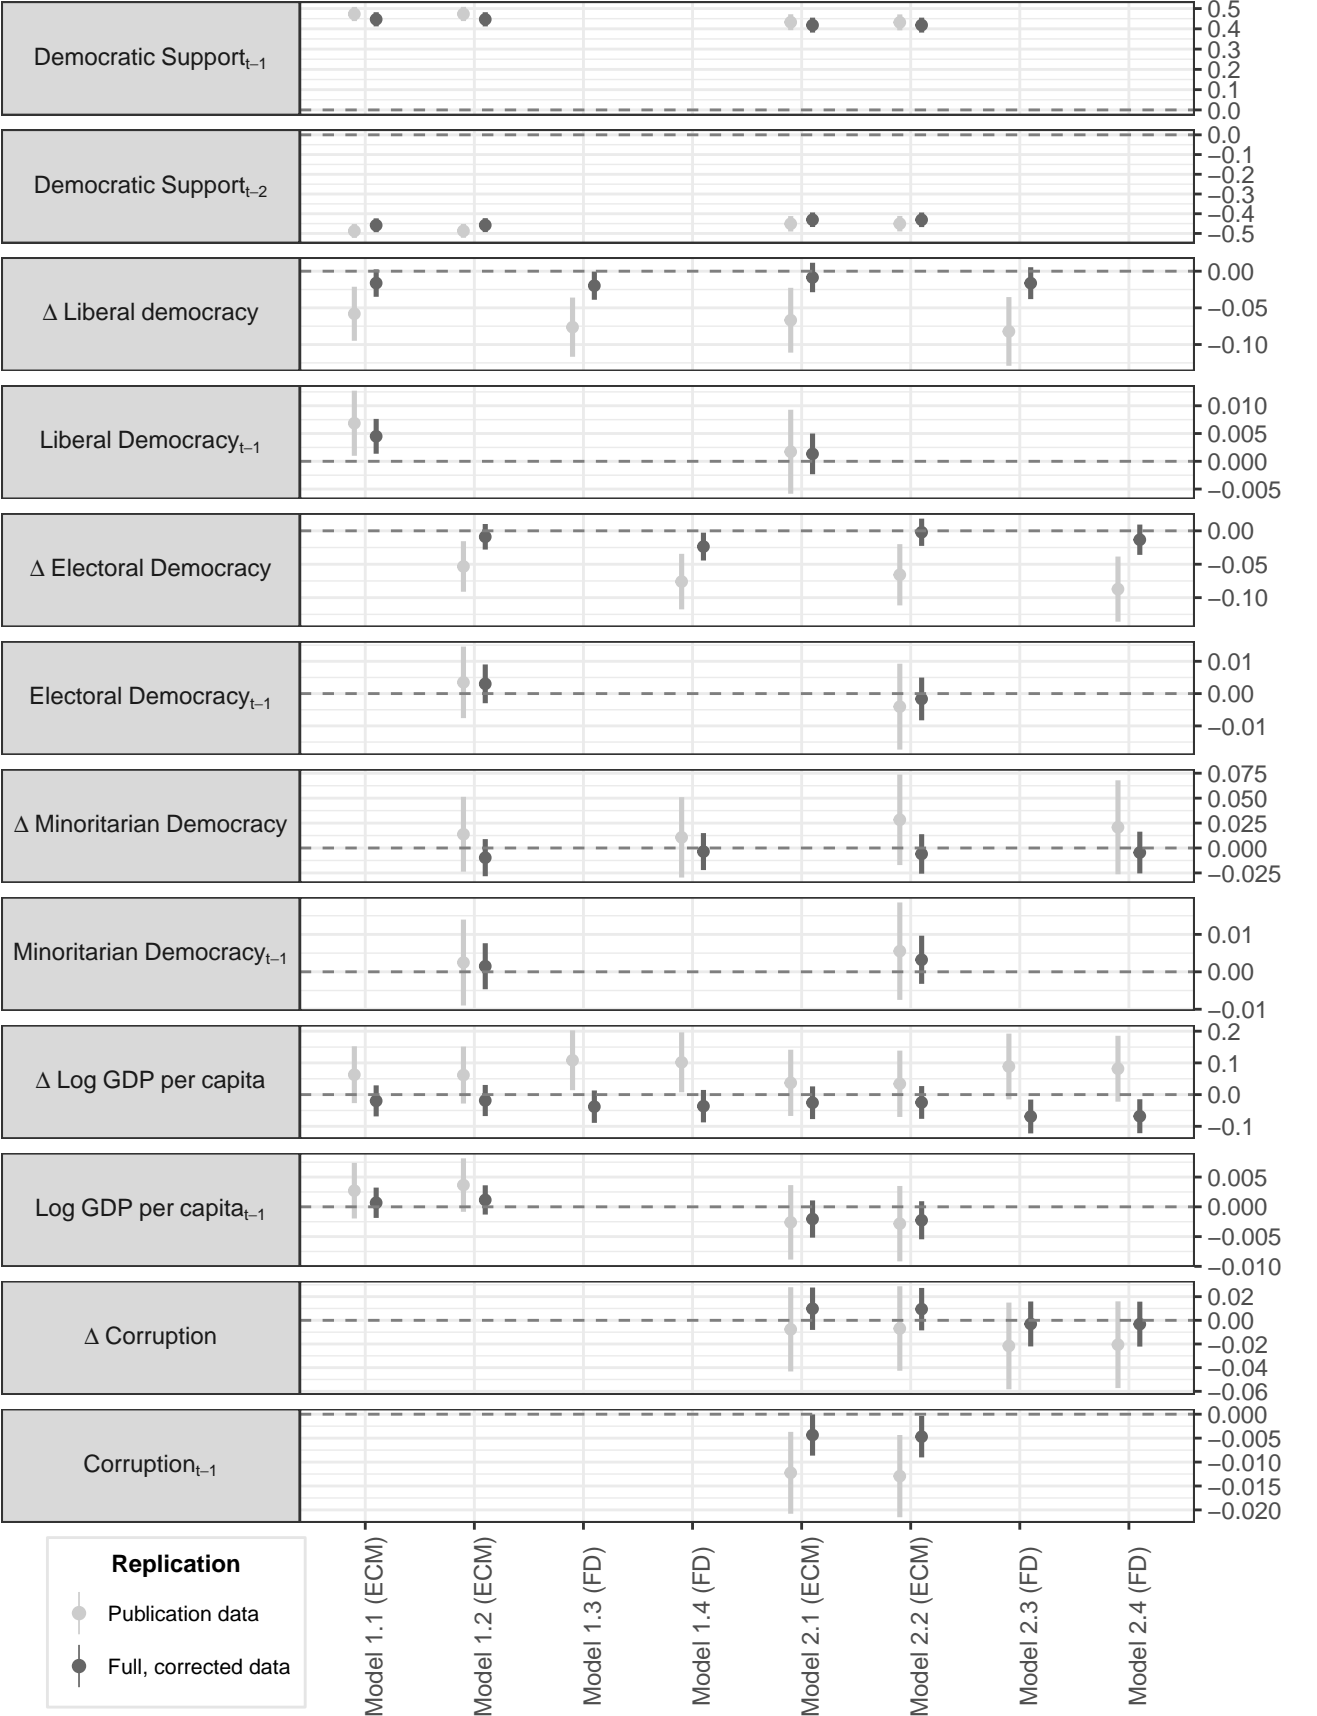 Democratic Supportt–1
0.5
0.4
0.3
0.2
0.1
0.0
Democratic Supportt–2
0.0
−0.1
−0.2
−0.3
−0.4
−0.5
Δ Liberal democracy
0.00
−0.05
−0.10
Liberal Democracyt–1
0.010
0.005
0.000
−0.005
Δ Electoral Democracy
0.00
−0.05
−0.10
Electoral Democracyt–1
0.01
0.00
−0.01
Δ Minoritarian Democracy
0.075
0.050
0.025
0.000
−0.025
Minoritarian Democracyt–1
0.01
0.00
−0.01
Δ Log GDP per capita
0.2
0.1
0.0
−0.1
Log GDP per capitat–1
0.005
0.000
−0.005
−0.010
Δ Corruption
0.02
0.00
−0.02
−0.04
−0.06
Corruptiont–1
0.000
−0.005
−0.010
−0.015
−0.020
Model 1.1 (ECM)
Model 1.2 (ECM)
Model 1.3 (FD)
Model 1.4 (FD)
Model 2.1 (ECM)
Model 2.2 (ECM)
Model 2.3 (FD)
Model 2.4 (FD)
Replication
Publication data
Full, corrected data